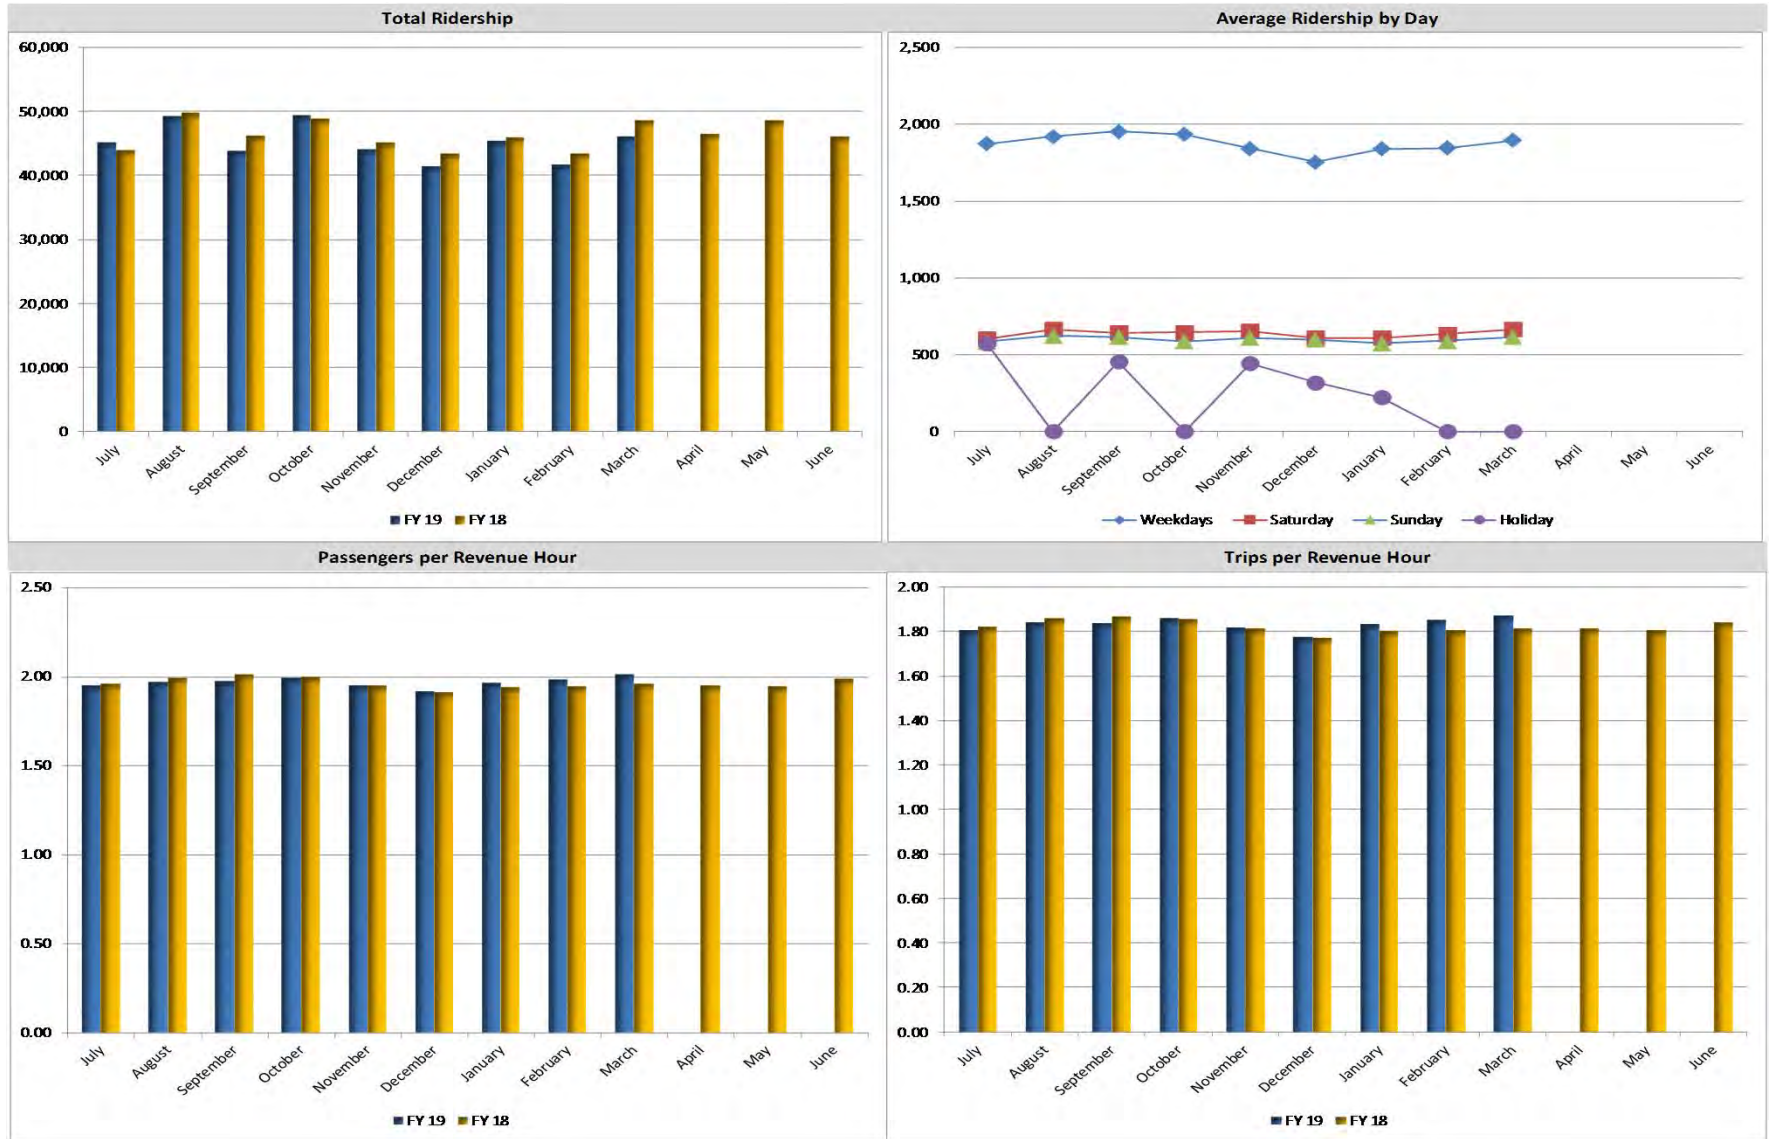 Total Ridership
60,000
50,000
40,000
30,000
20,000
10,000
0
July August September October November December January February March April May June
FY 19 FY 18
Average Ridership by Day
2,500
2,000
1,500
1,000
500
0
July August September October November December January February March April May June
Weekdays Saturday Sunday Holiday
Passengers per Revenue Hour
2.50
2.00
1.50
1.00
0.50
0.00
July August September October November December January February March April May June
FY 19 FY 18
Trips per Revenue Hour
2.00
1.80
1.60
1.40
1.20
1.00
0.80
0.60
0.40
0.20
0.00
July August September October November December January February March April May June
FY 19 FY 18